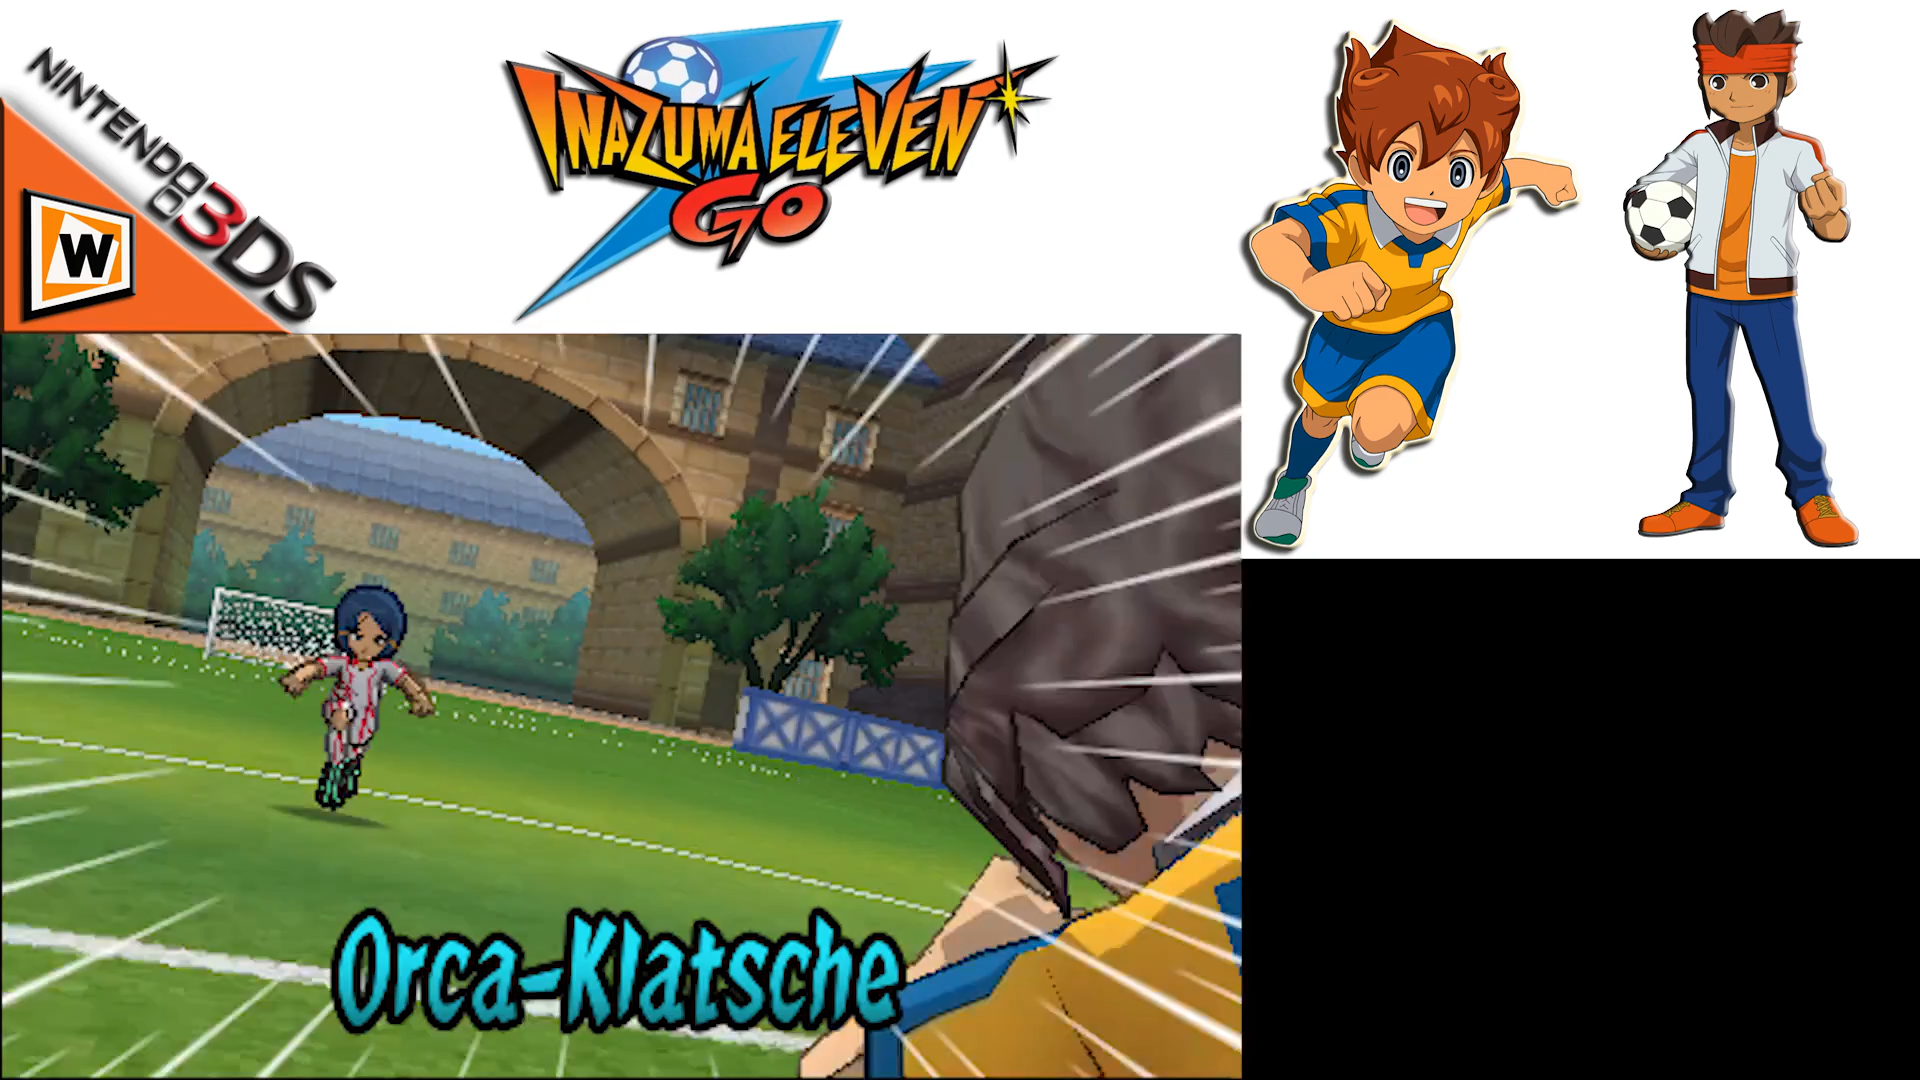 NINTENDO 3DS
W
INAZUMA ELEVEN
GO
Orca-Klatsche